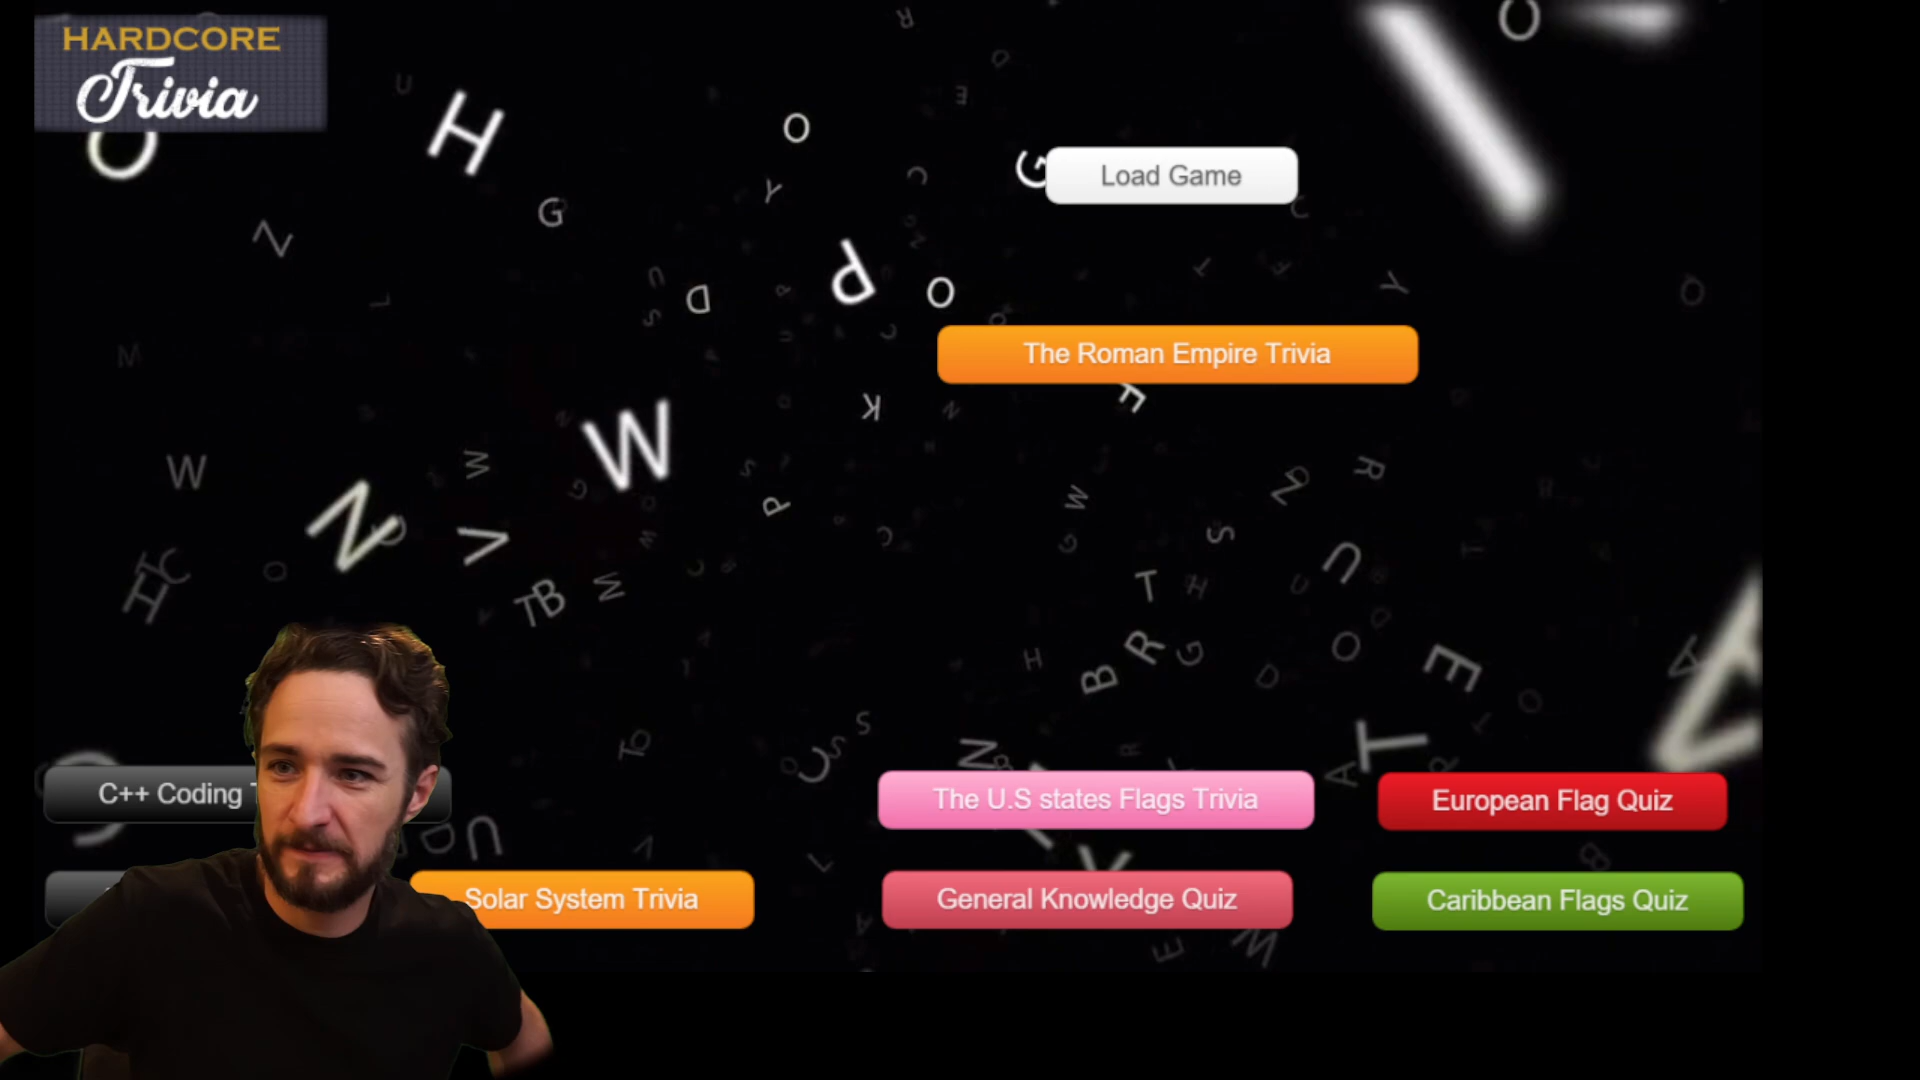 HARDCORE
Trivia
Load Game
The Roman Empire Trivia
C++ Coding
The U.S states Flags Trivia
European Flag Quiz
Solar System Trivia
General Knowledge Quiz
Caribbean Flags Quiz